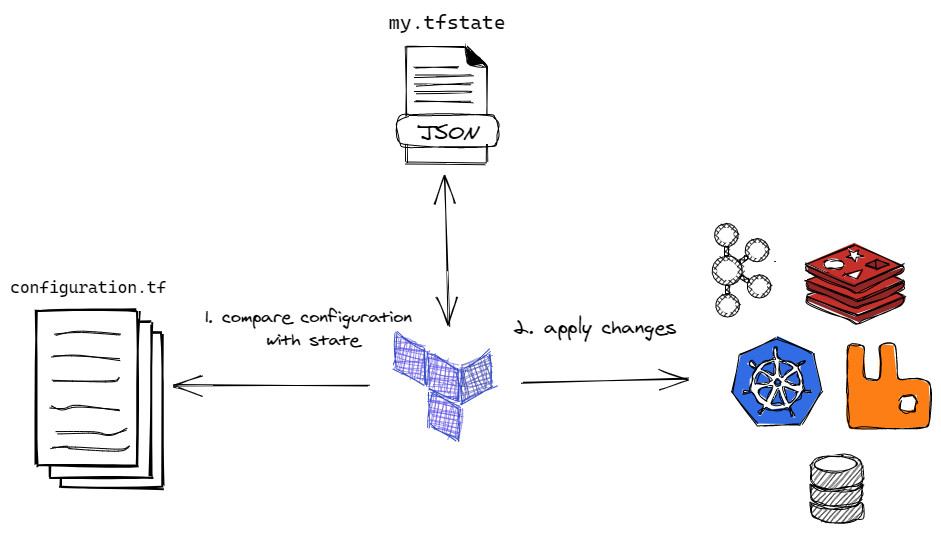 my.tfstate
JSON
configuration.tf
1. compare configuration
with state
2. apply changes